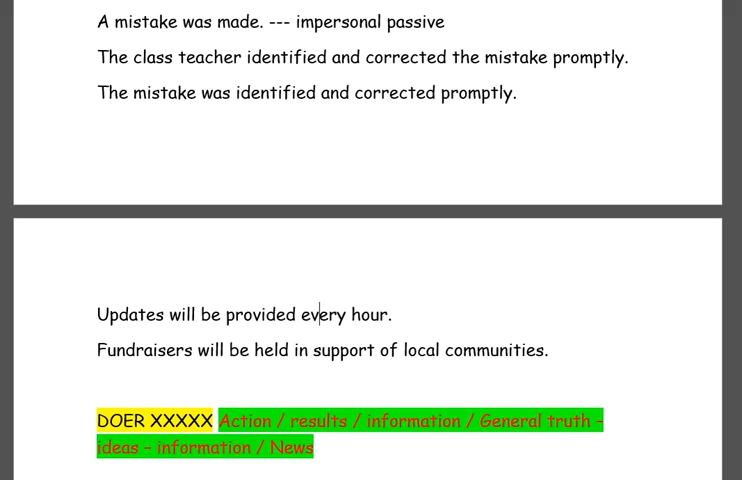 A mistake was made. --- impersonal passive
The class teacher identified and corrected the mistake promptly.
The mistake was identified and corrected promptly.
Updates will be provided every hour.
Fundraisers will be held in support of local communities.
DOER XXXXX Action / results / information / General truth –
ideas – information / News